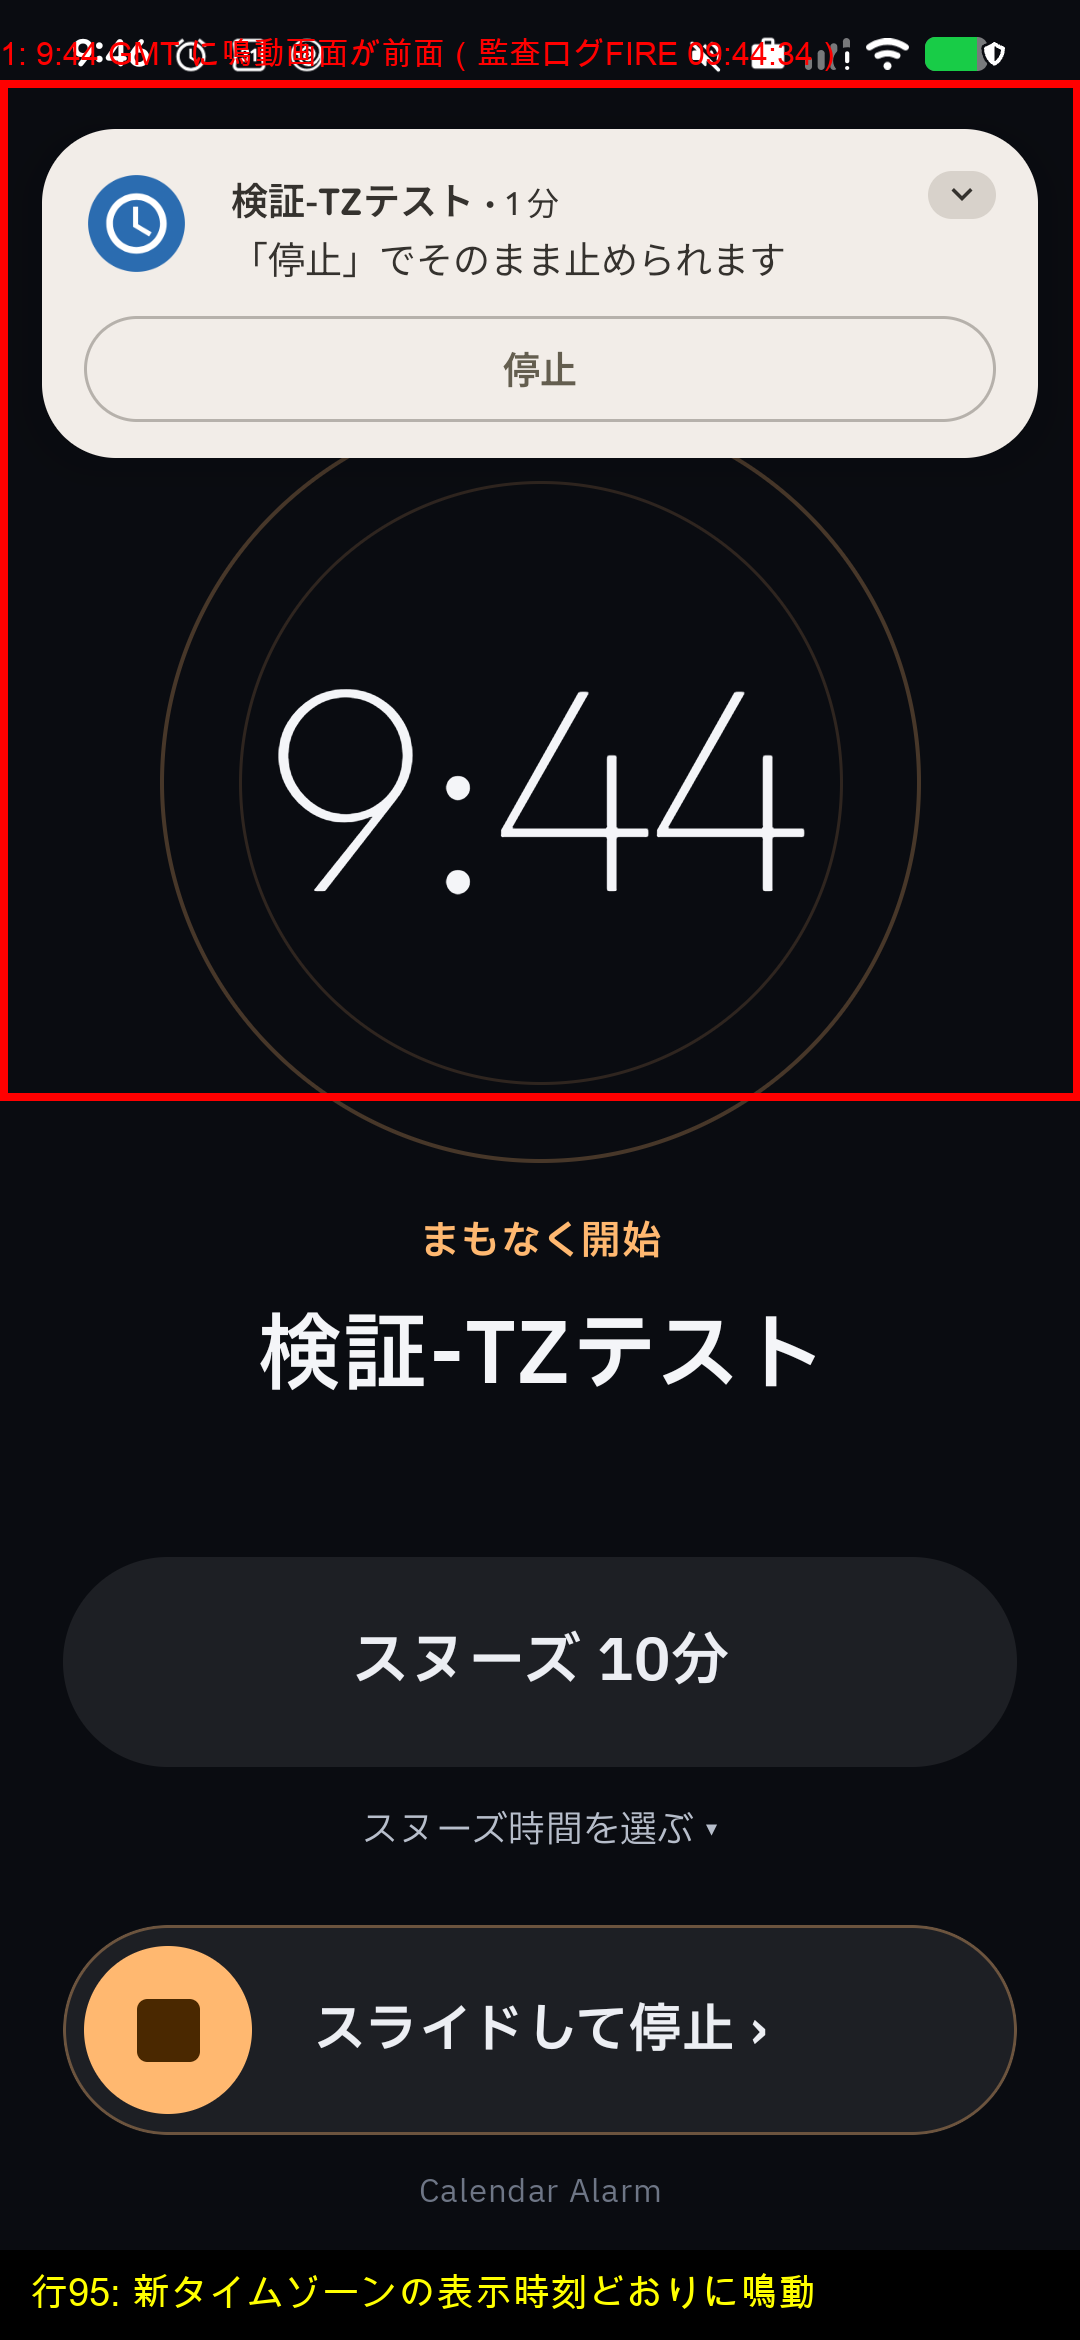 1: 9:44 GMT に鳴動画面が前面 ( 監査ログFIRE 09:44:34 )
9:46
検証-TZテスト・1分
「停止」でそのまま止められます
停止
9:44
まもなく開始
検証-TZテスト
スヌーズ 10分
スヌーズ時間を選ぶ ▾
スライドして停止 ›
Calendar Alarm
行95: 新タイムゾーンの表示時刻どおりに鳴動